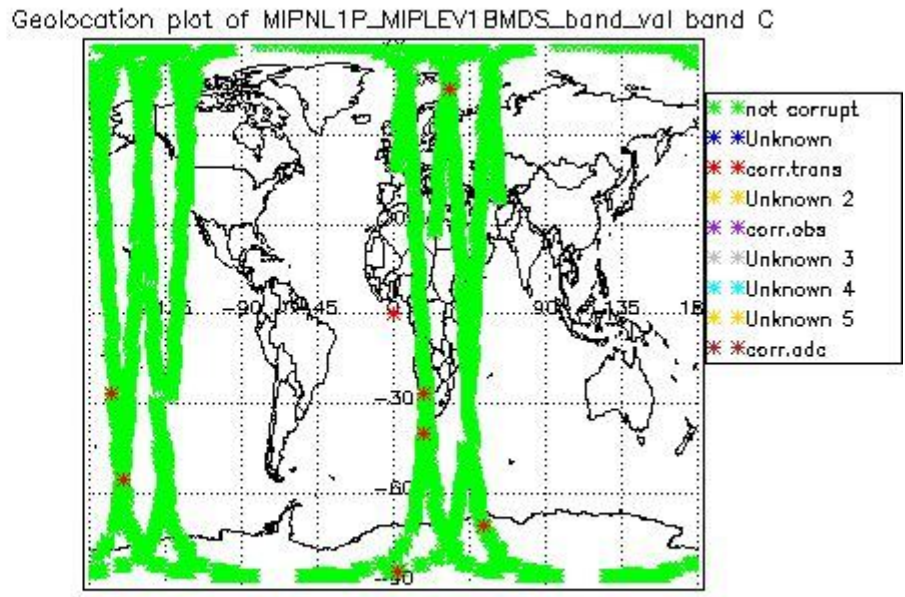 Geolocation plot of MIPNL1P_MIPLEV1BMDS_band_val band C
not corrupt
Unknown
corr.trans
Unknown 2
corr.obs
Unknown 3
Unknown 4
Unknown 5
corr.adc
-90
-45
90
135
-30
-60
-90